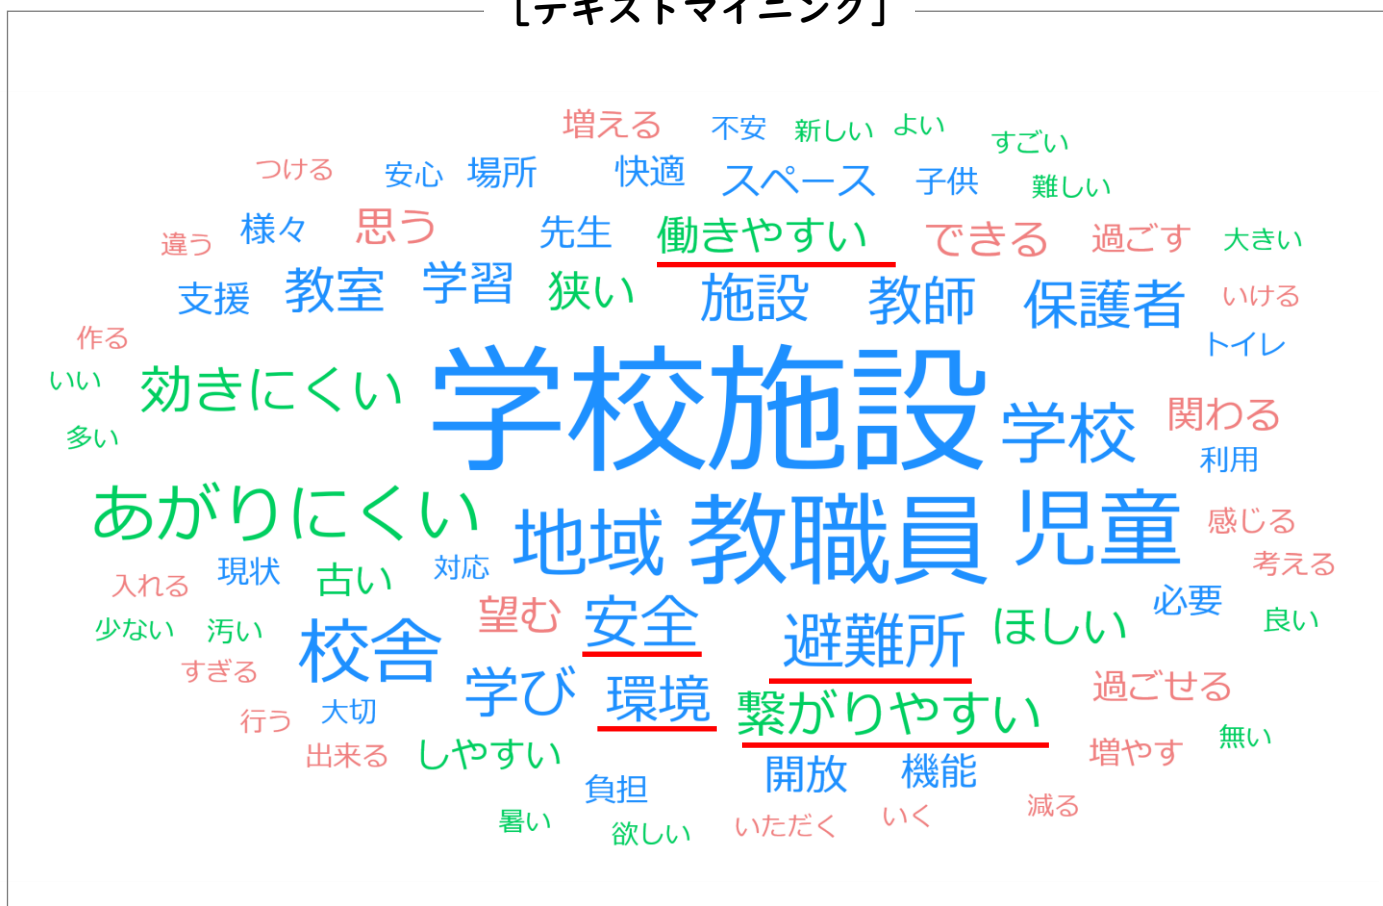 ［テキストマイニング］
増える 不安 新しい よい すごい
つける 安心 場所 快適 スペース 子供 難しい
違う 様々 思う 先生 働きやすい できる 過ごす 大きい
支援 教室 学習 狭い 施設 教師 保護者 いける
作る トイレ
いい 効きにくい 学校施設 学校 関わる
多い 利用
あがりにくい 地域 教職員 児童 感じる
入れる 現状 古い 対応 考える
少ない 汚い 校舎 望む 安全 避難所 ほしい 必要 良い
すぎる 学び 環境 繋がりやすい 過ごせる
行う 大切 無い
出来る しやすい 開放 機能 増やす
負担
暑い 欲しい いただく いく 減る